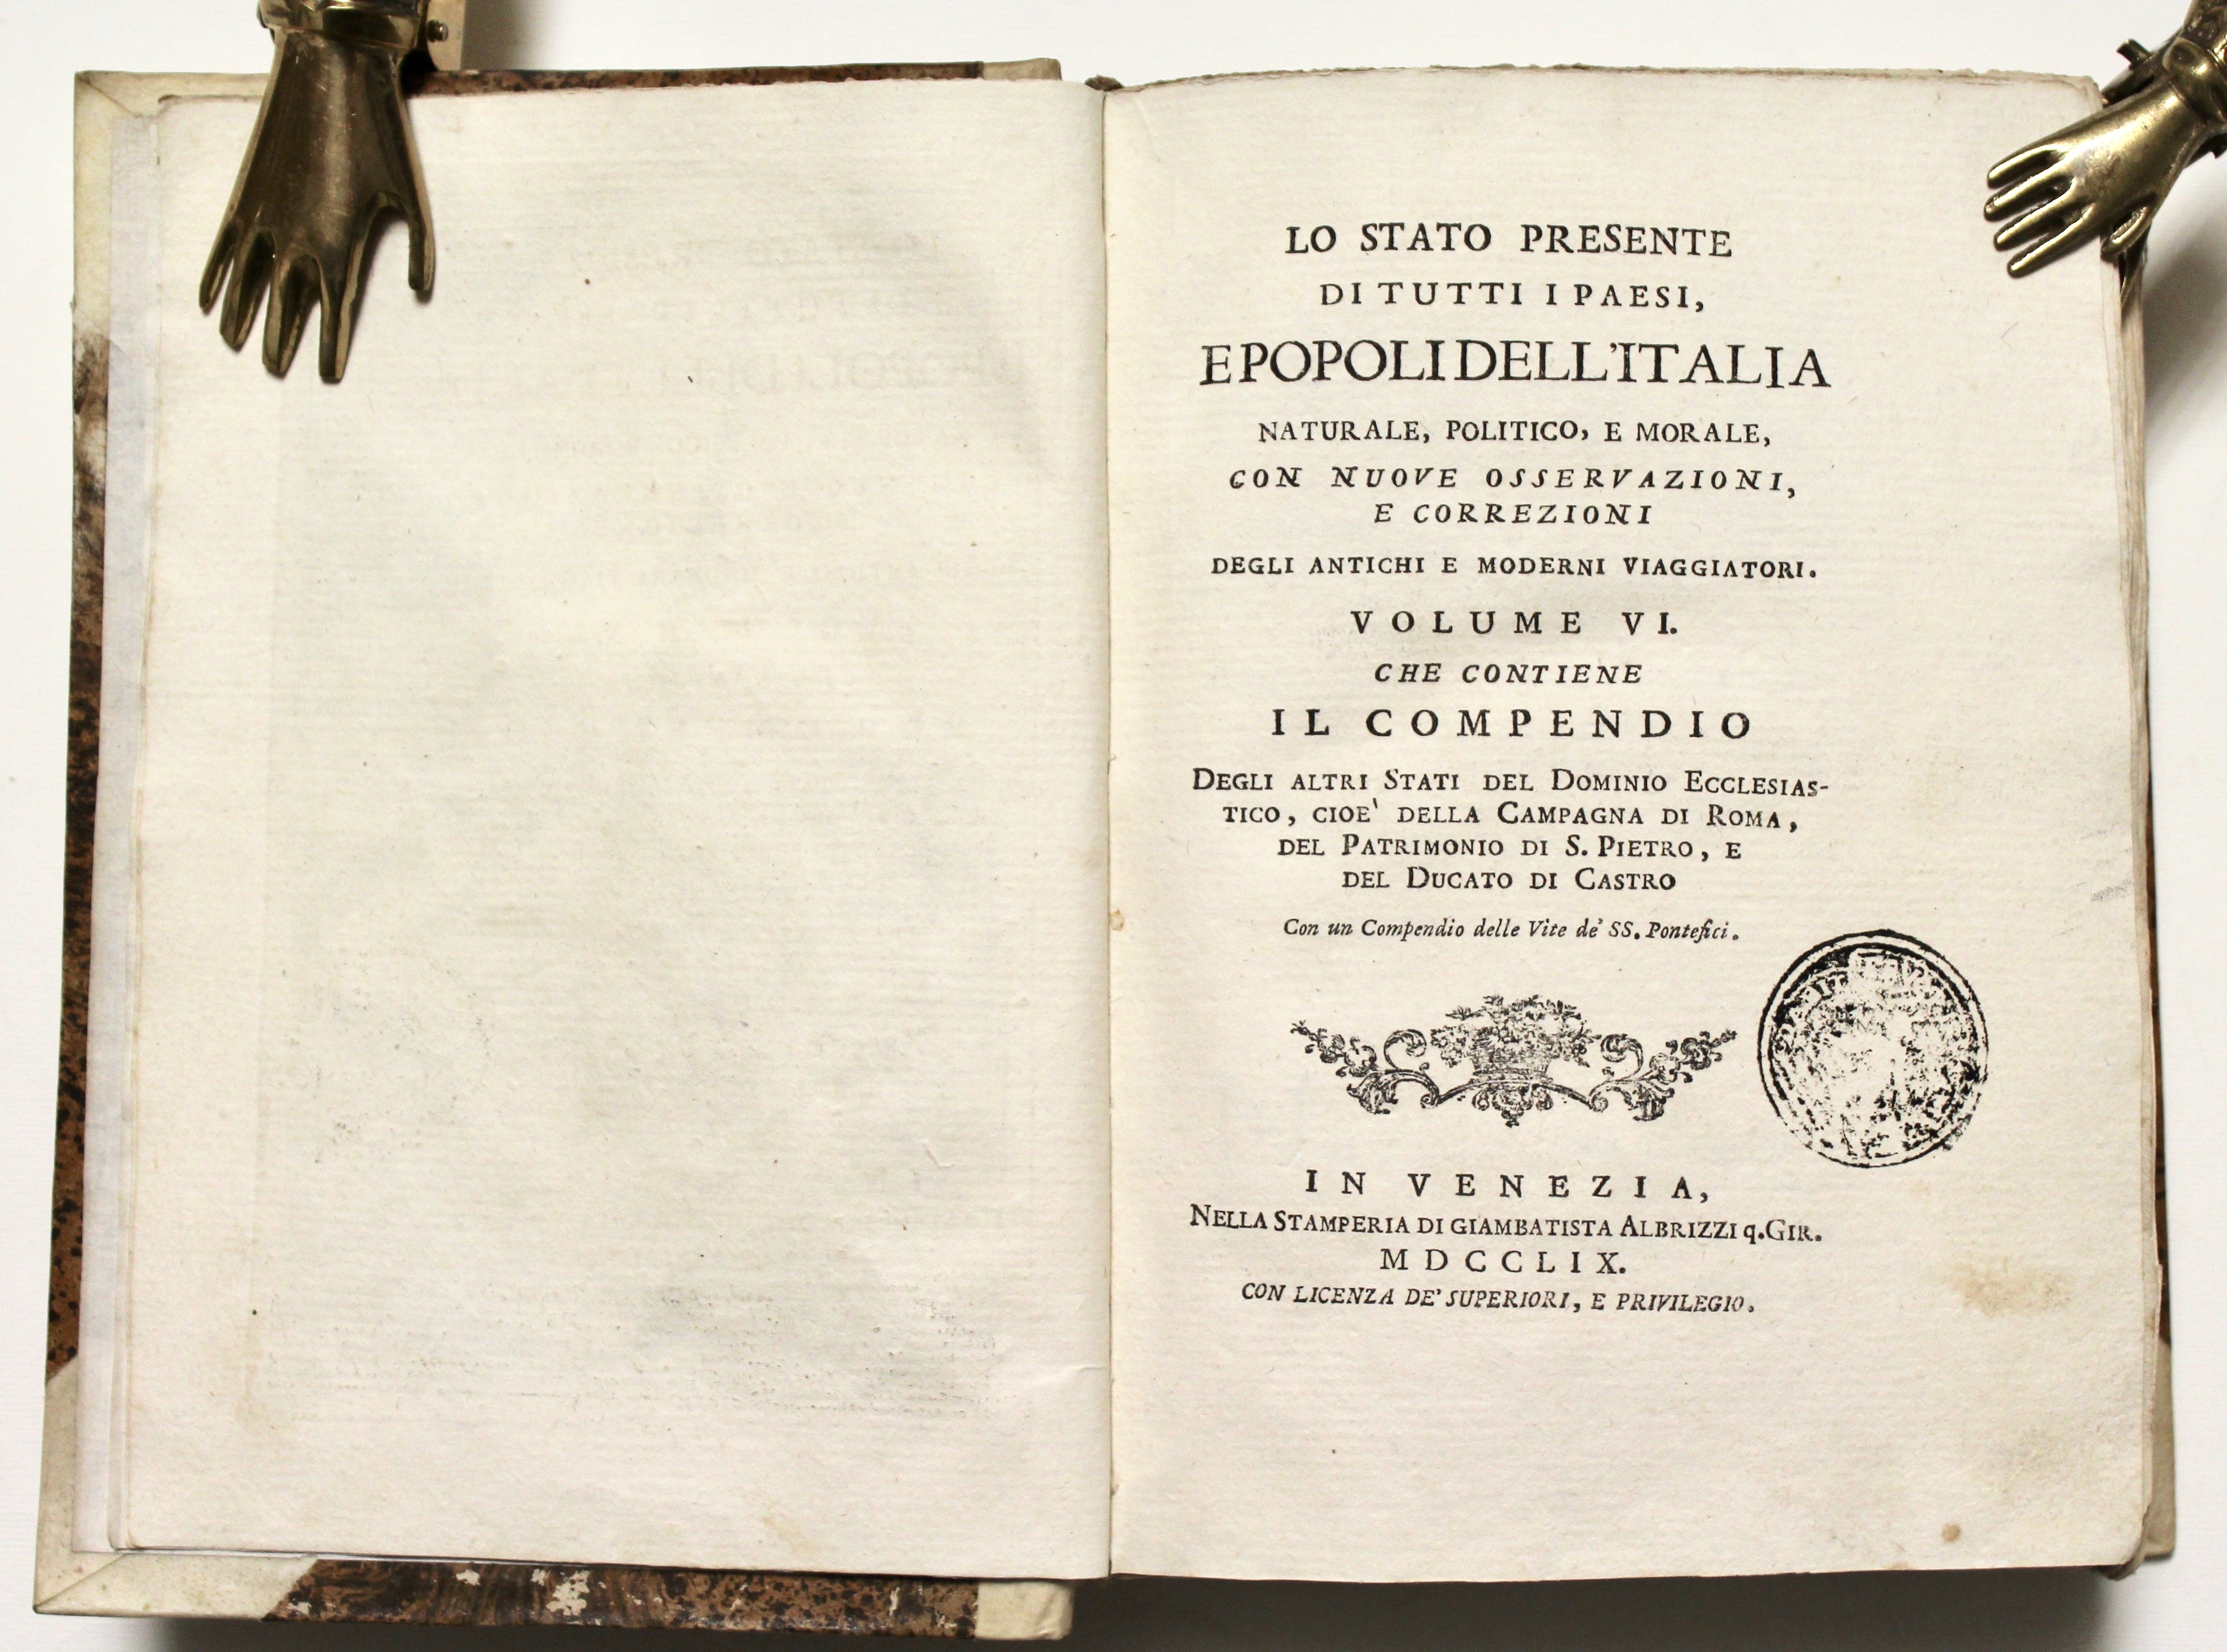 LO STATO PRESENTE
DI TUTTI I PAESI,
E POPOLI DELL'ITALIA
NATURALE, POLITICO, E MORALE,
CON NUOVE OSSERVAZIONI,
E CORREZIONI
DEGLI ANTICHI E MODERNI VIAGGIATORI.
VOLUME VI.
CHE CONTIENE
IL COMPENDIO
DEGLI ALTRI STATI DEL DOMINIO ECCLESIAS-
TICO, CIOE' DELLA CAMPAGNA DI ROMA,
DEL PATRIMONIO DI S. PIETRO, E
DEL DUCATO DI CASTRO
Con un Compendio delle Vite de' SS. Pontefici.
IN VENEZIA,
NELLA STAMPERIA DI GIAMBATISTA ALBRIZZI q. GIR.
MDCCLIX.
CON LICENZA DE' SUPERIORI, E PRIVILEGIO.